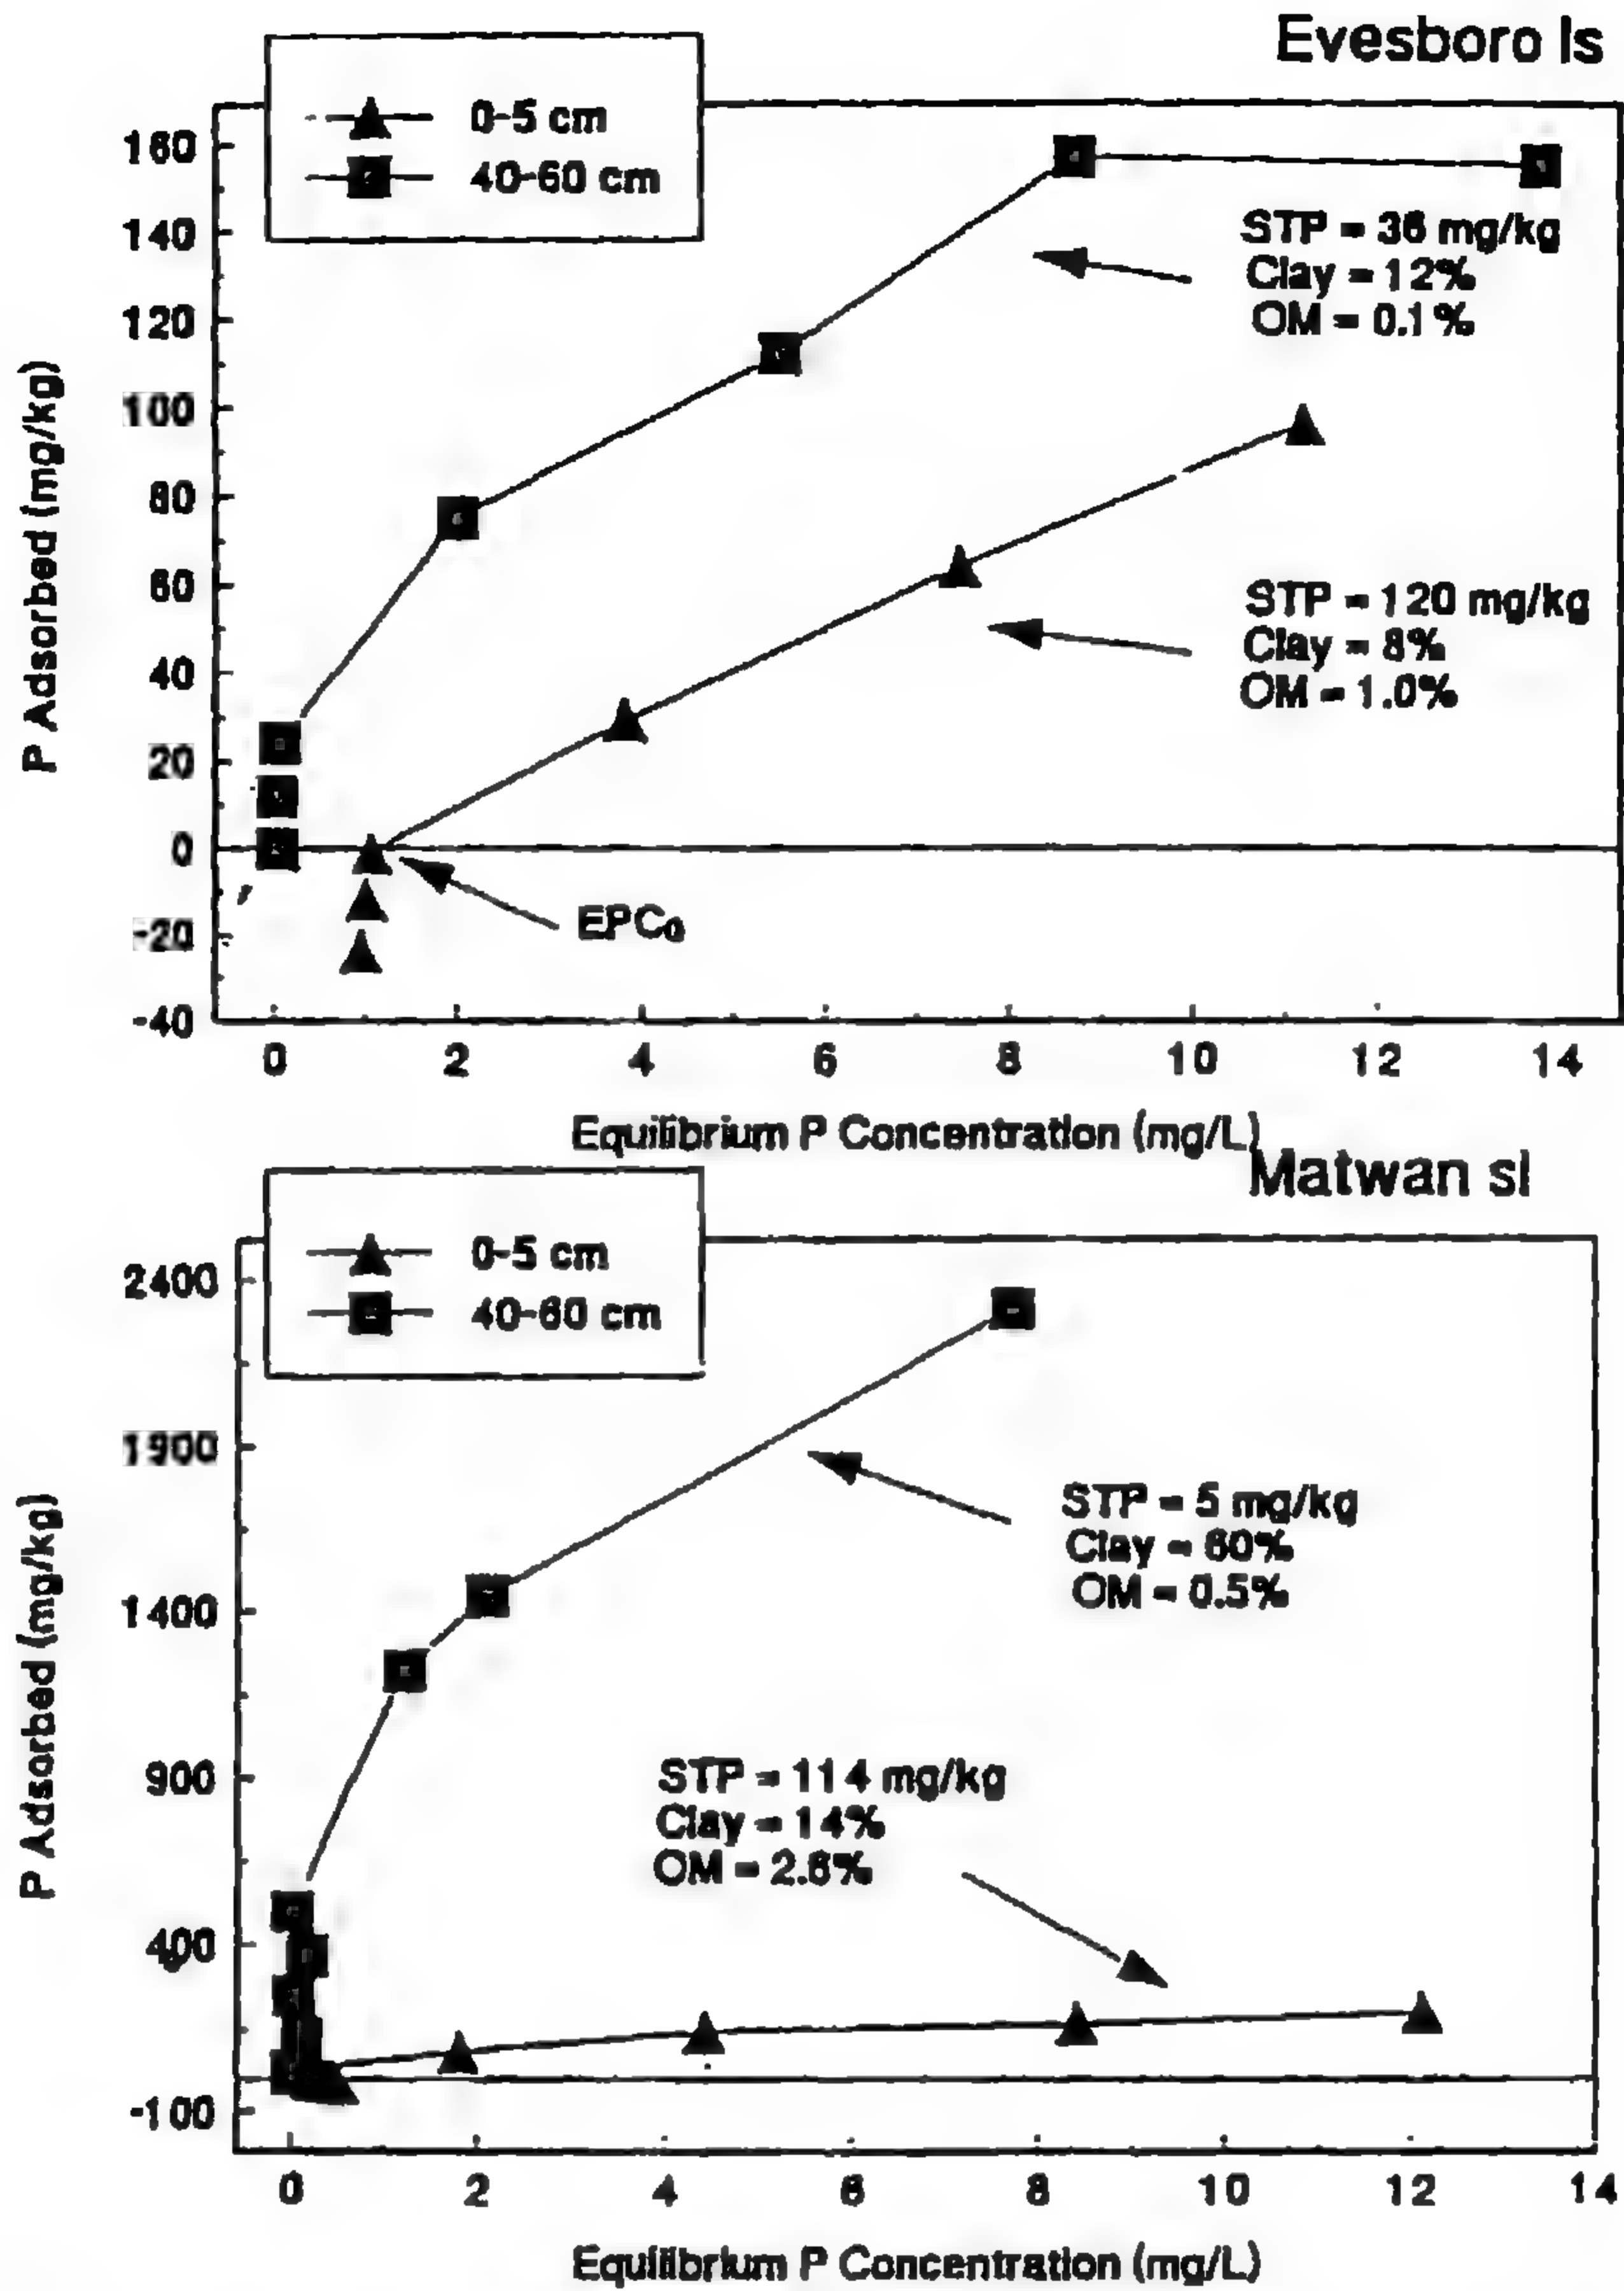 Evesboro ls
0-5 cm
40-60 cm
160
140
120
100
80
60
40
20
0
-20
-40
P Adsorbed (mg/kg)
STP = 36 mg/kg
Clay = 12%
OM = 0.1%
STP = 120 mg/kg
Clay = 8%
OM = 1.0%
EPC₀
0 2 4 6 8 10 12 14
Equilibrium P Concentration (mg/L)
Matwan sl
0-5 cm
40-60 cm
2400
1900
1400
900
400
-100
P Adsorbed (mg/kg)
STP = 5 mg/kg
Clay = 60%
OM = 0.5%
STP = 114 mg/kg
Clay = 14%
OM = 2.6%
0 2 4 6 8 10 12 14
Equilibrium P Concentration (mg/L)